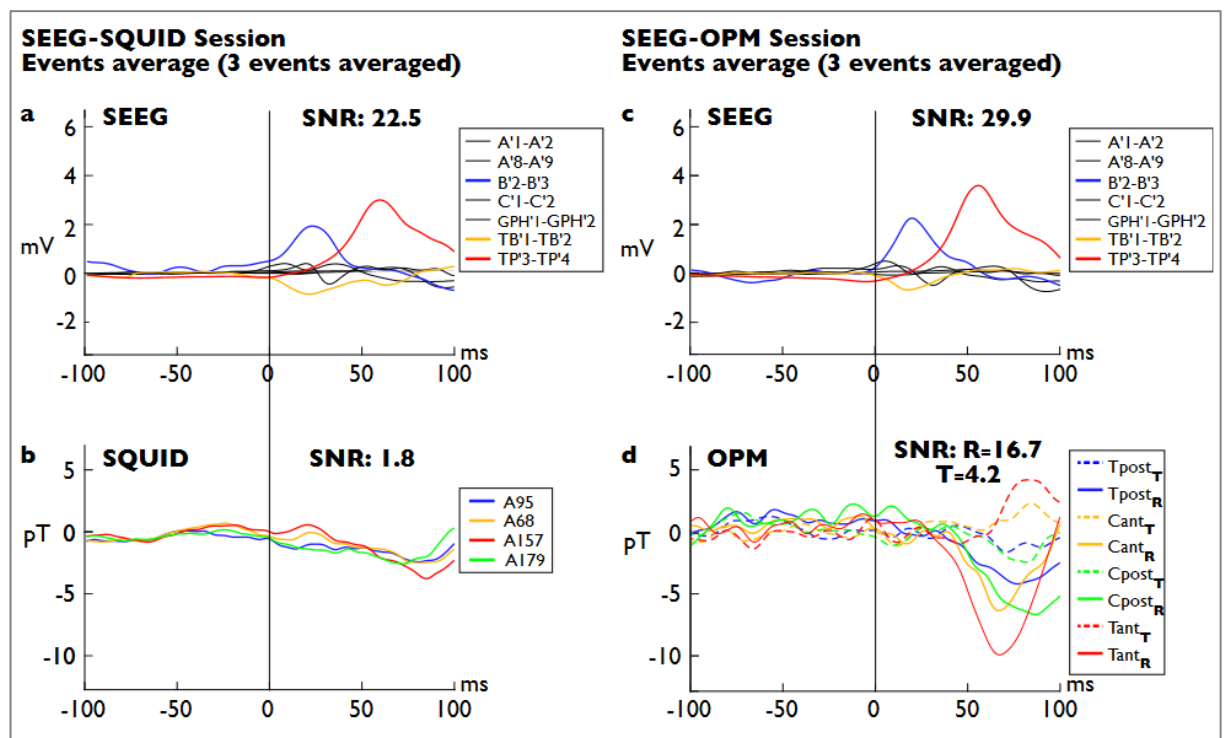 SEEG-SQUID Session
Events average (3 events averaged)
SEEG-OPM Session
Events average (3 events averaged)
a
SEEG
SNR: 22.5
6
4
2
0
-2
mV
-100
-50
0
50
100
ms
A'1-A'2
A'8-A'9
B'2-B'3
C'1-C'2
GPH'1-GPH'2
TB'1-TB'2
TP'3-TP'4
c
SEEG
SNR: 29.9
6
4
2
0
-2
mV
-100
-50
0
50
100
ms
A'1-A'2
A'8-A'9
B'2-B'3
C'1-C'2
GPH'1-GPH'2
TB'1-TB'2
TP'3-TP'4
b
SQUID
SNR: 1.8
5
0
-5
-10
pT
-100
-50
0
50
100
ms
A95
A68
A157
A179
d
OPM
SNR: R=16.7
T=4.2
5
0
-5
-10
pT
-100
-50
0
50
100
ms
TpostT
TpostR
CantT
CantR
CpostT
CpostR
TantT
TantR